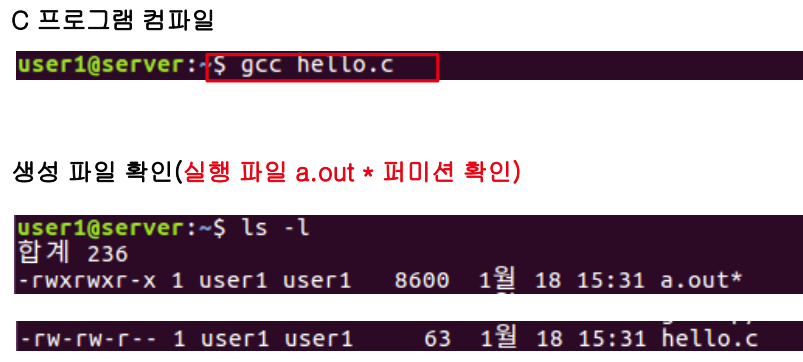 C 프로그램 컴파일
user1@server:~$ gcc hello.c
생성 파일 확인(실행 파일 a.out * 퍼미션 확인)
user1@server:~$ ls -l
합계 236
-rwxrwxr-x 1 user1 user1 8600 1월 18 15:31 a.out*
-rw-rw-r-- 1 user1 user1 63 1월 18 15:31 hello.c